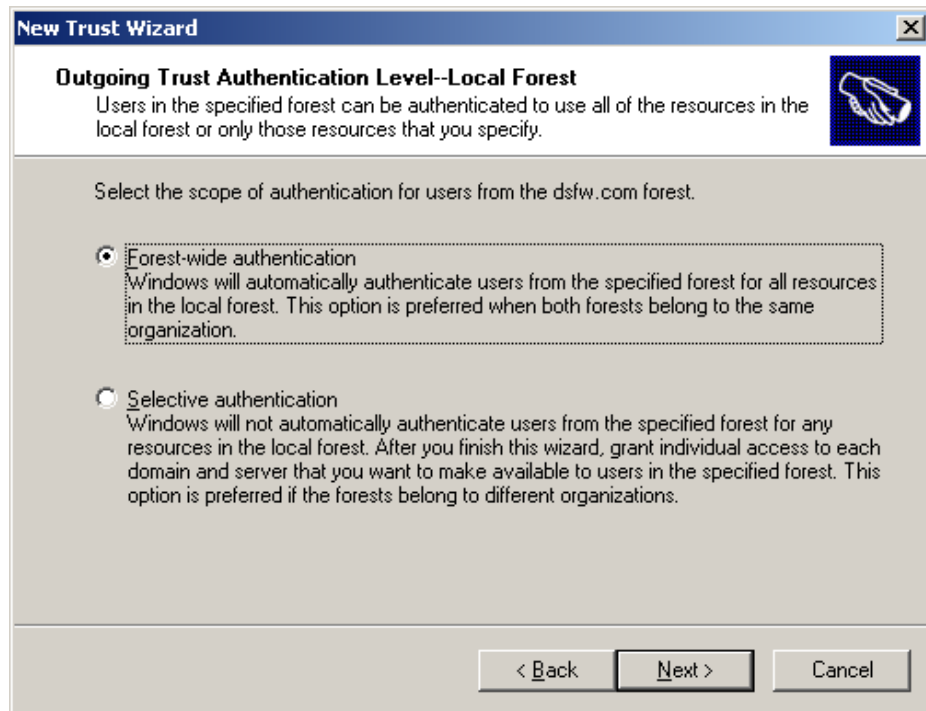 New Trust Wizard
Outgoing Trust Authentication Level--Local Forest
Users in the specified forest can be authenticated to use all of the resources in the
local forest or only those resources that you specify.
Select the scope of authentication for users from the dsfw.com forest.
Forest-wide authentication
Windows will automatically authenticate users from the specified forest for all resources
in the local forest. This option is preferred when both forests belong to the same
organization.
Selective authentication
Windows will not automatically authenticate users from the specified forest for any
resources in the local forest. After you finish this wizard, grant individual access to each
domain and server that you want to make available to users in the specified forest. This
option is preferred if the forests belong to different organizations.
< Back
Next >
Cancel